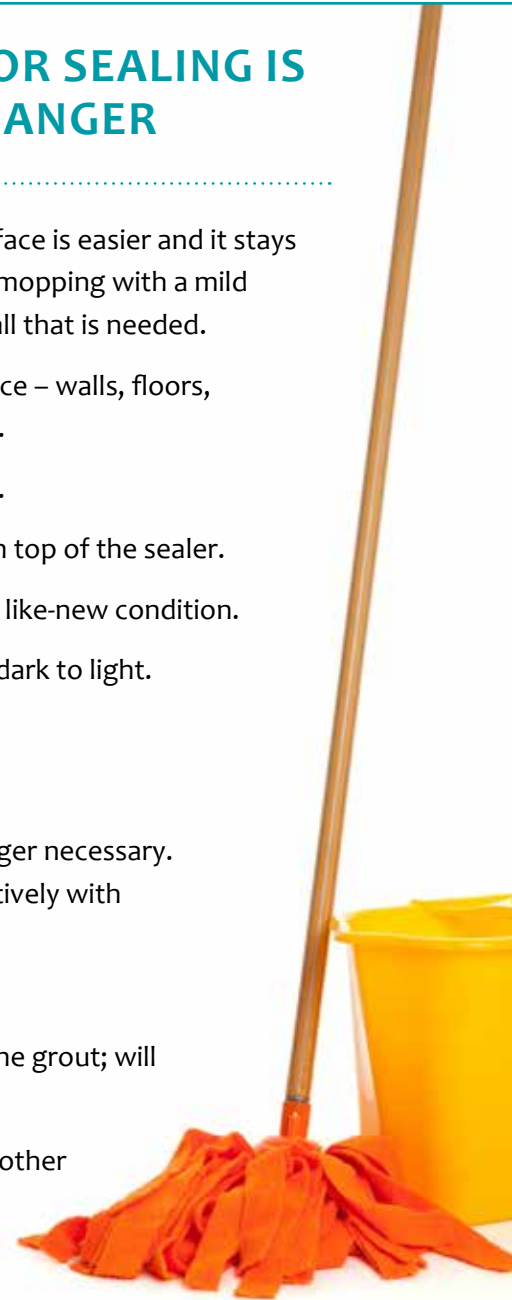 OR SEALING IS
ANGER
face is easier and it stays
mopping with a mild
all that is needed.
ce – walls, floors,
.
.
n top of the sealer.
like-new condition.
dark to light.
ger necessary.
tively with
he grout; will
other